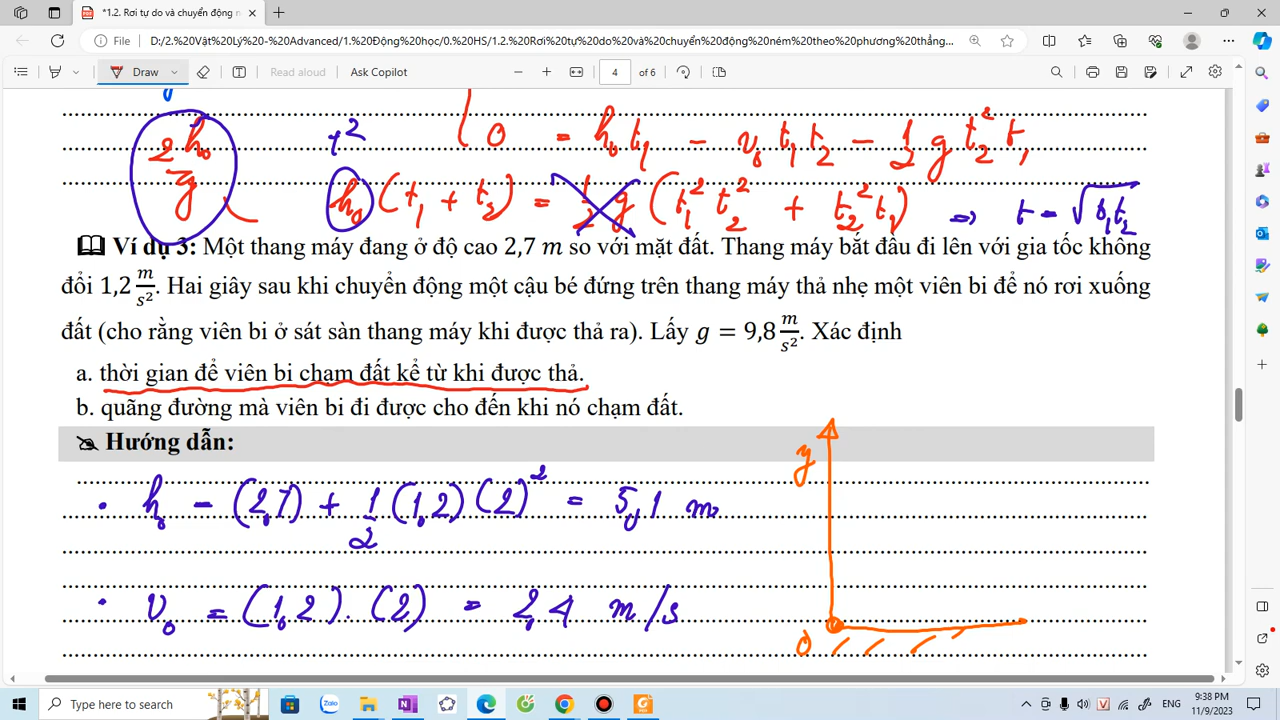 *1.2. Rơi tự do và chuyển động n
File D:/2.%20Vật%20Lý%20-%20Advanced/1.%20Động%20học/0.%20HS/1.2.%20Rơi%20tự%20do%20và%20chuyển%20động%20ném%20theo%20phương%20thẳng...
Draw Read aloud Ask Copilot 4 of 6
2h₀/g t² 0 = h₀t₁ - v₀t₁t₂ - 1/2 g t₂² t₁
h₀(t₁ + t₂) = 1/2 g (t₁²t₂ + t₂²t₁) ⇒ t = √t₁t₂
Ví dụ 3: Một thang máy đang ở độ cao 2,7 m so với mặt đất. Thang máy bắt đầu đi lên với gia tốc không
đổi 1,2 m/s². Hai giây sau khi chuyển động một cậu bé đứng trên thang máy thả nhẹ một viên bi để nó rơi xuống
đất (cho rằng viên bi ở sát sàn thang máy khi được thả ra). Lấy g = 9,8 m/s². Xác định
a. thời gian để viên bi chạm đất kể từ khi được thả.
b. quãng đường mà viên bi đi được cho đến khi nó chạm đất.
Hướng dẫn:
y
• h₀ = (2,7) + 1/2 (1,2)(2)² = 5,1 m
• v₀ = (1,2).(2) = 2,4 m/s
O
Type here to search Zalo V ENG 9:38 PM
11/9/2023